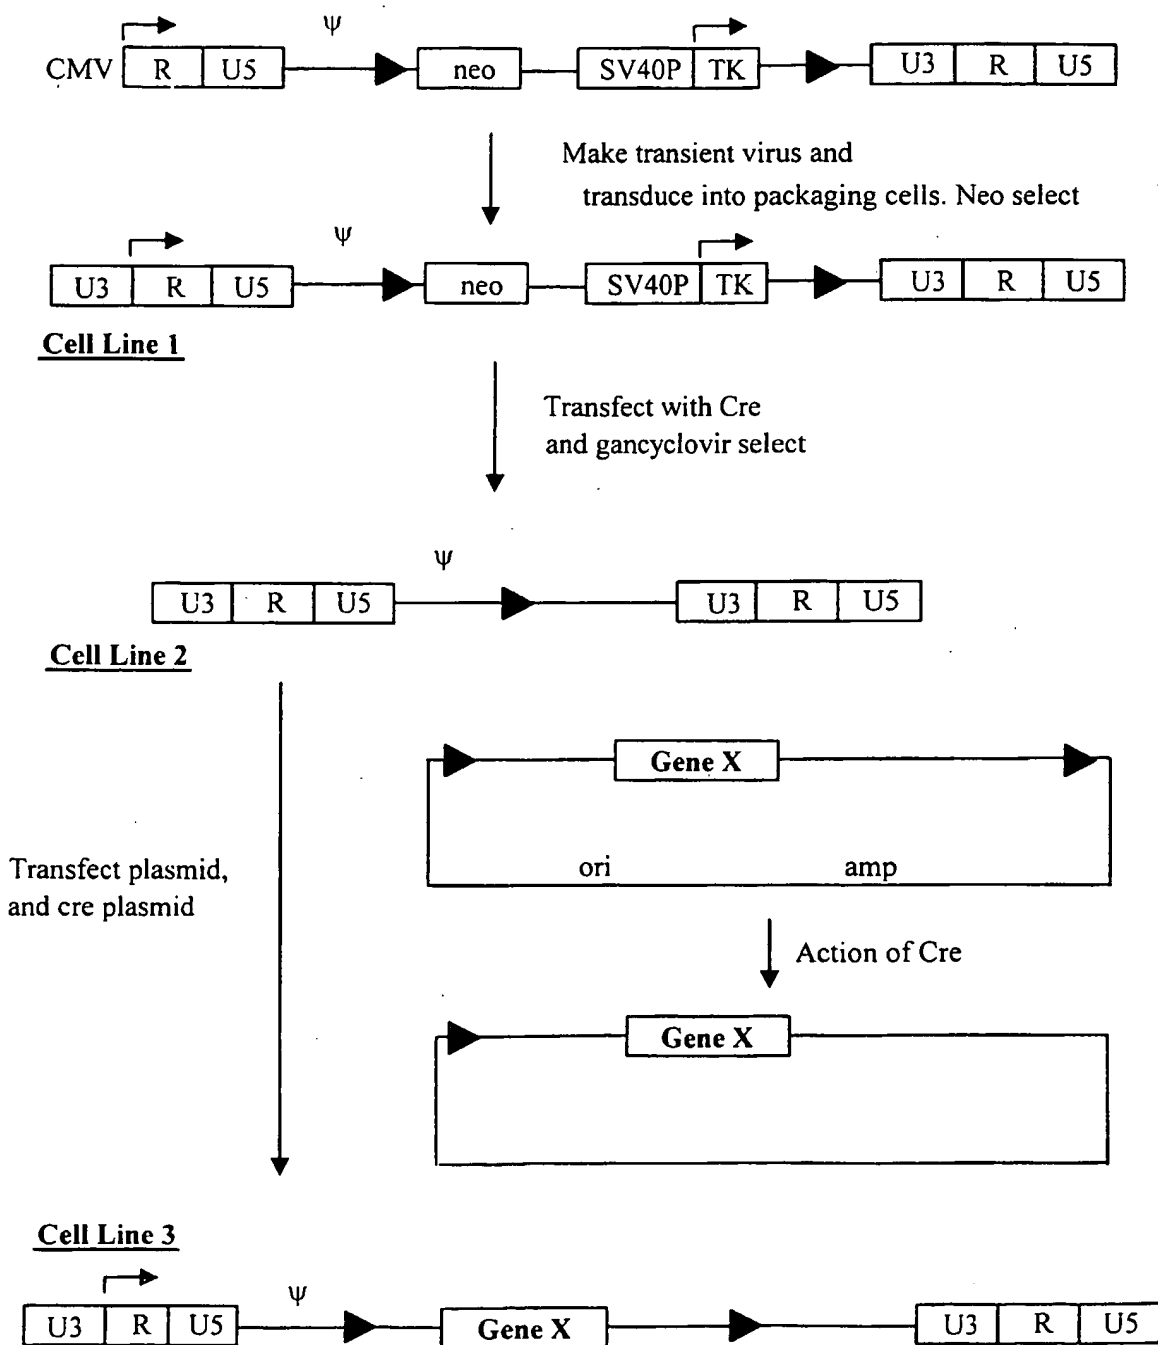 ψ
CMV R U5 neo SV40P TK U3 R U5
Make transient virus and
transduce into packaging cells. Neo select
ψ
U3 R U5 neo SV40P TK U3 R U5
Cell Line 1
Transfect with Cre
and gancyclovir select
ψ
U3 R U5 U3 R U5
Cell Line 2
Gene X
ori amp
Transfect plasmid,
and cre plasmid
Action of Cre
Gene X
Cell Line 3
ψ
U3 R U5 Gene X U3 R U5